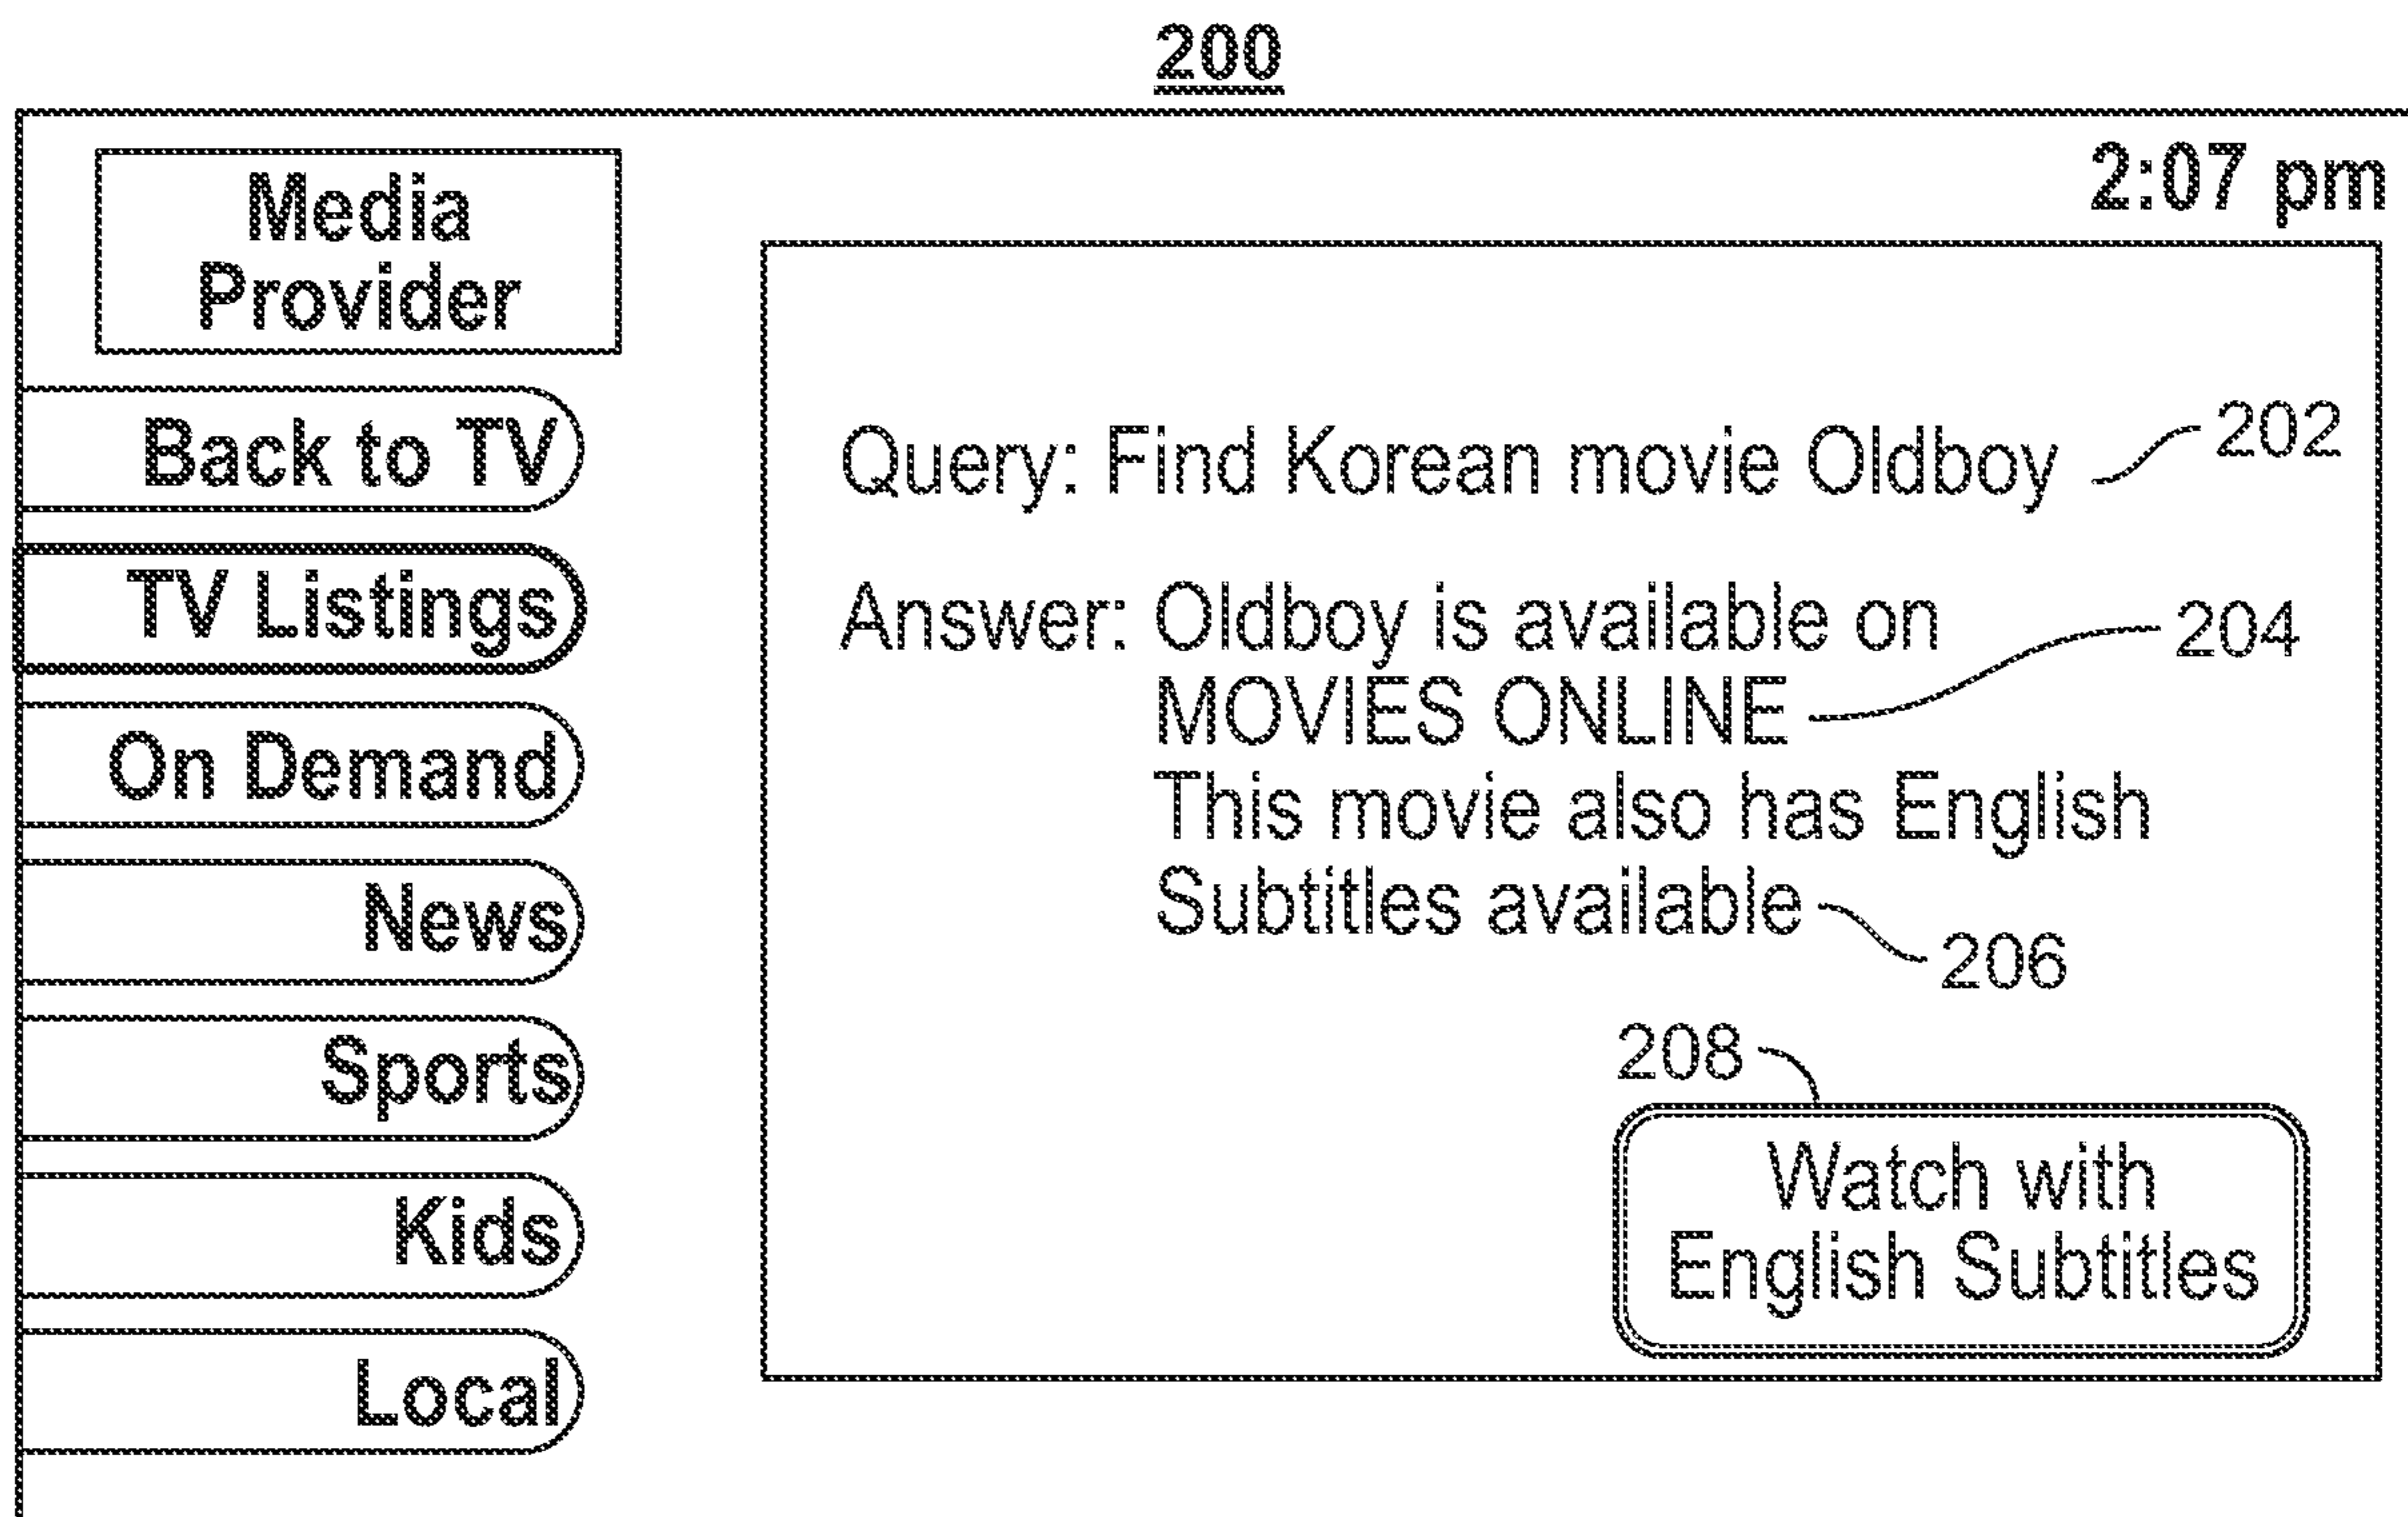 200
2:07 pm
Media
Provider
Back to TV
TV Listings
On Demand
News
Sports
Kids
Local
Query: Find Korean movie Oldboy
202
Answer: Oldboy is available on
MOVIES ONLINE
204
This movie also has English
Subtitles available
206
208
Watch with
English Subtitles